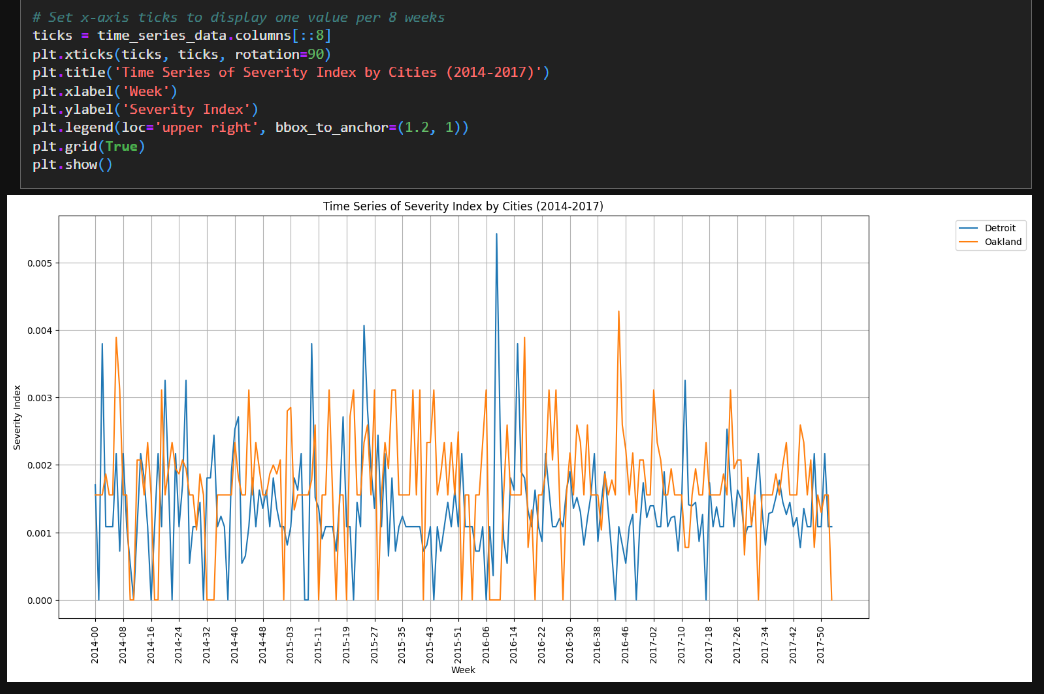 # Set x-axis ticks to display one value per 8 weeks
ticks = time_series_data.columns[::8]
plt.xticks(ticks, ticks, rotation=90)
plt.title('Time Series of Severity Index by Cities (2014-2017)')
plt.xlabel('Week')
plt.ylabel('Severity Index')
plt.legend(loc='upper right', bbox_to_anchor=(1.2, 1))
plt.grid(True)
plt.show()
Time Series of Severity Index by Cities (2014-2017)
Detroit
Oakland
0.005
0.004
0.003
0.002
0.001
0.000
Severity Index
2014-00
2014-08
2014-16
2014-24
2014-32
2014-40
2014-48
2015-03
2015-11
2015-19
2015-27
2015-35
2015-43
2015-51
2016-06
2016-14
2016-22
2016-30
2016-38
2016-46
2017-02
2017-10
2017-18
2017-26
2017-34
2017-42
2017-50
Week